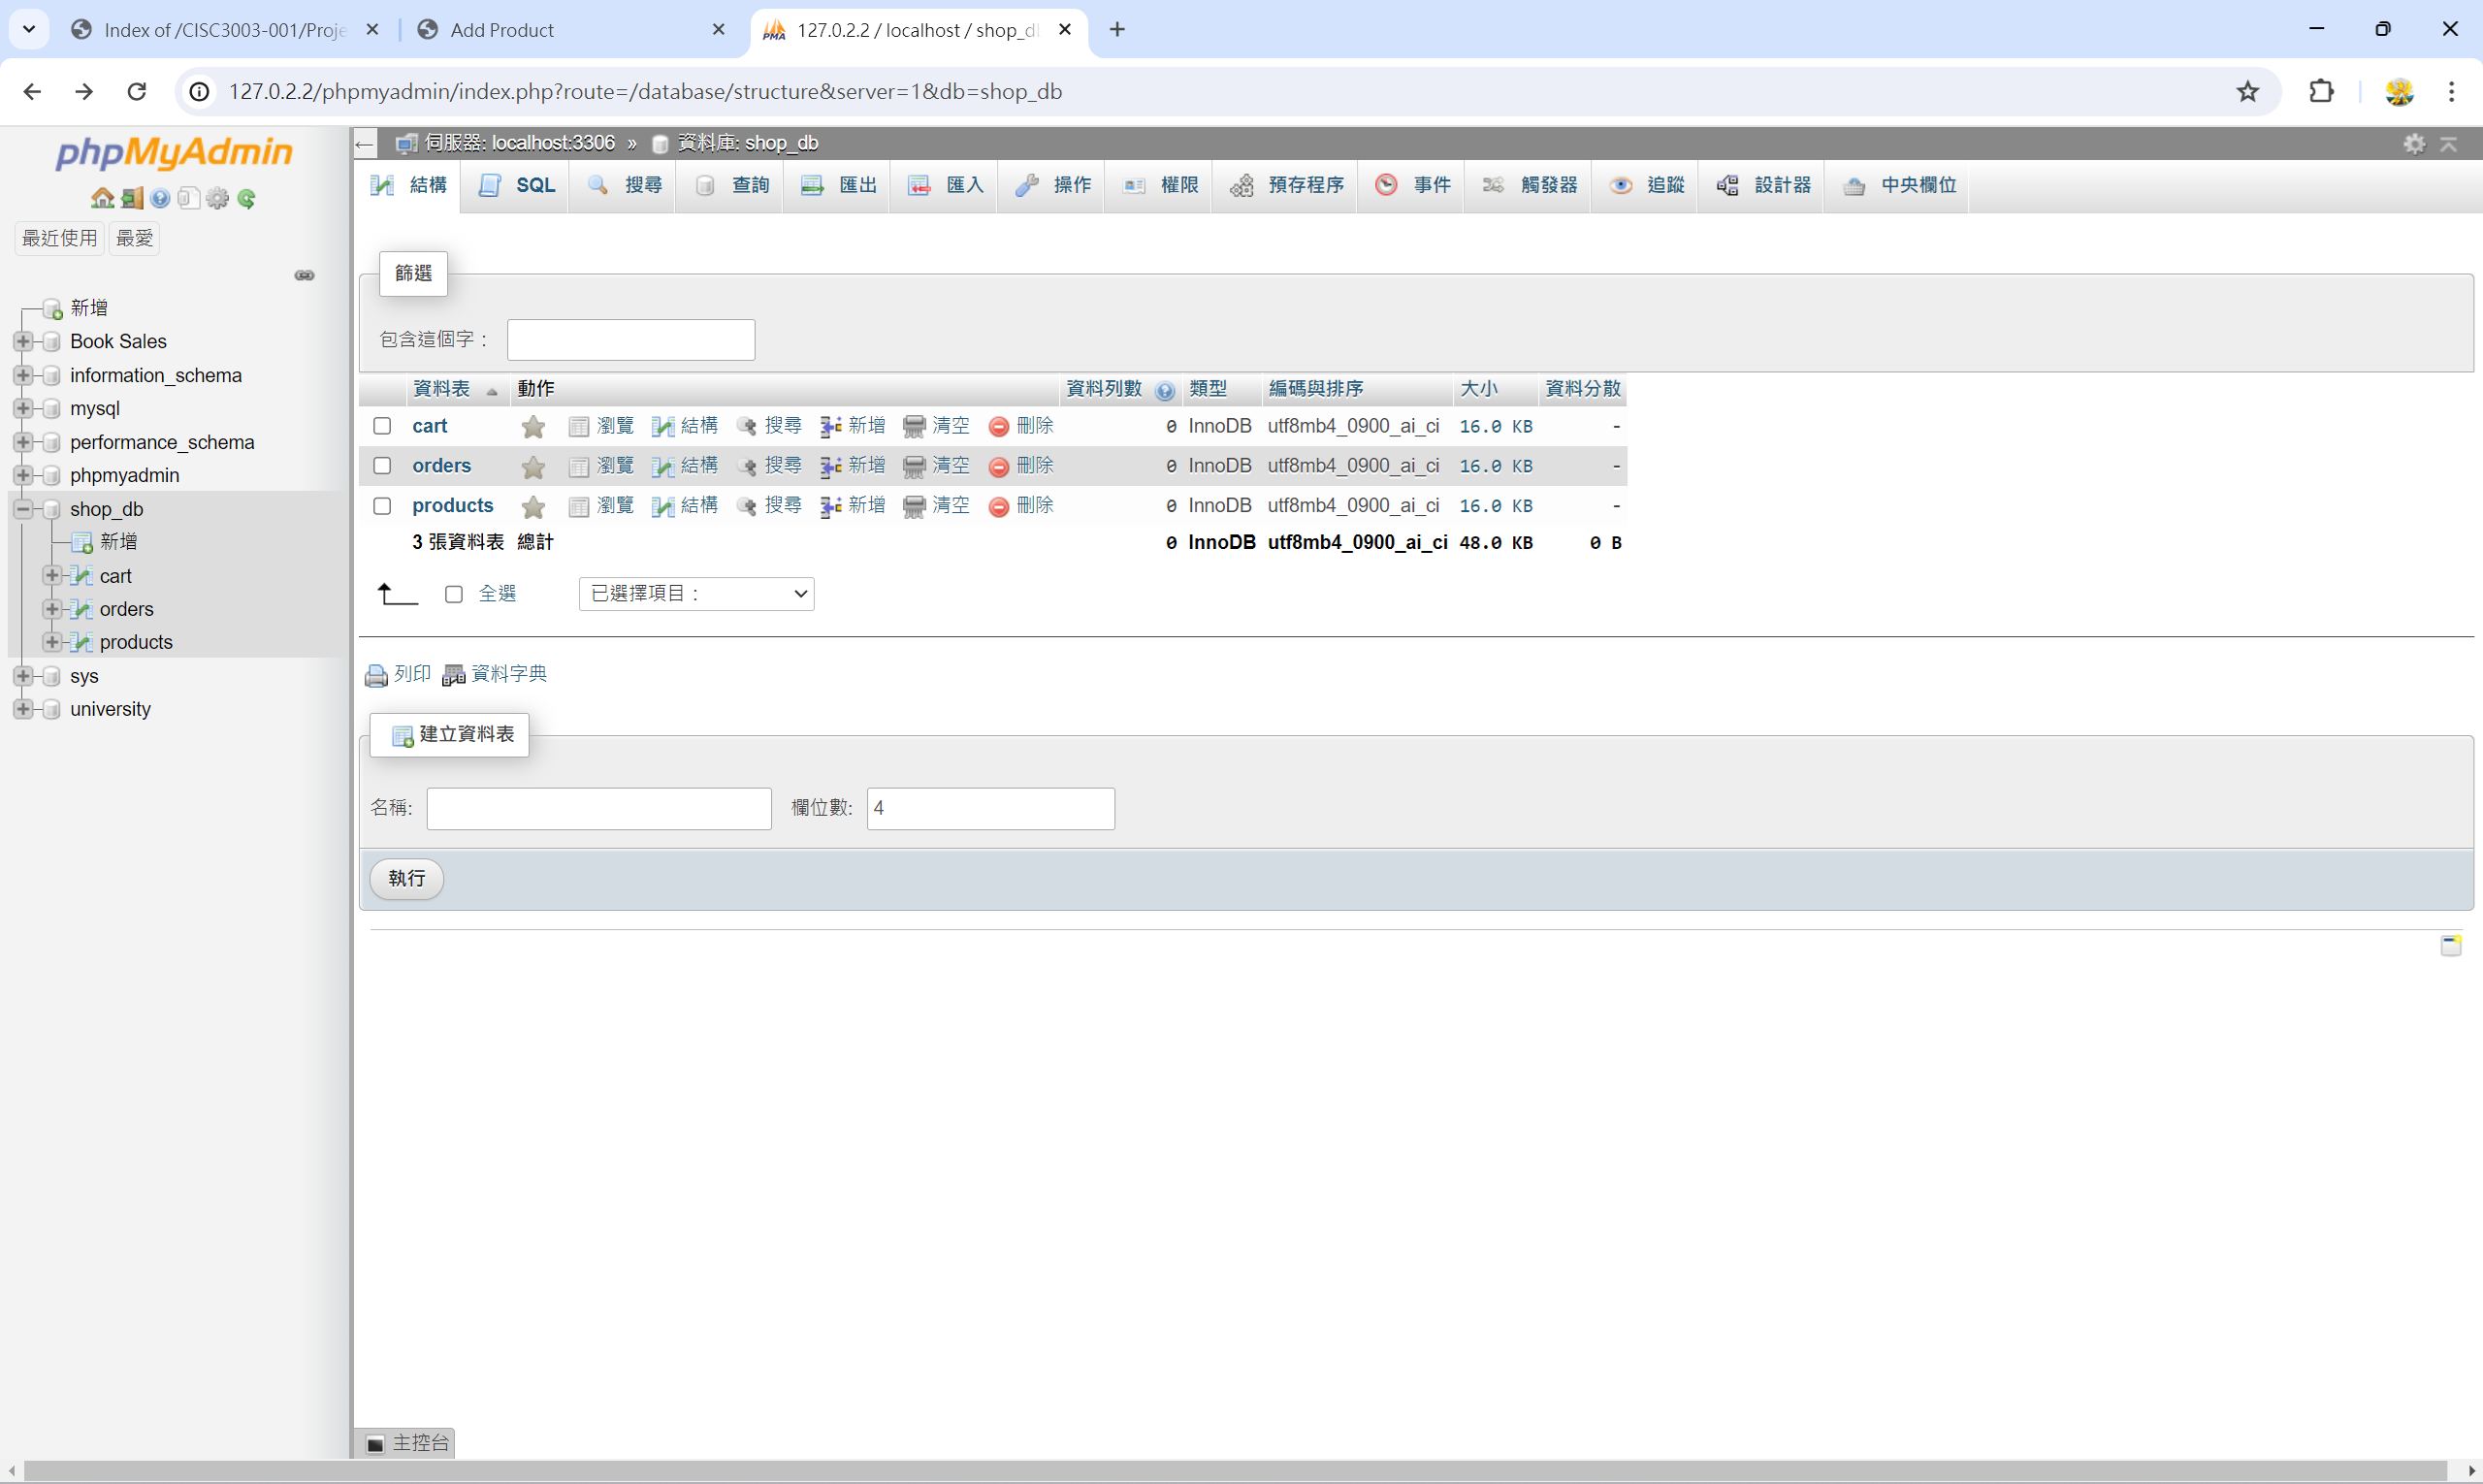 Index of /CISC3003-001/Proje
Add Product
127.0.2.2 / localhost / shop_d
127.0.2.2/phpmyadmin/index.php?route=/database/structure&server=1&db=shop_db
phpMyAdmin
最近使用 最愛
新增
Book Sales
information_schema
mysql
performance_schema
phpmyadmin
shop_db
新增
cart
orders
products
sys
university
伺服器: localhost:3306 » 資料庫: shop_db
結構 SQL 搜尋 查詢 匯出 匯入 操作 權限 預存程序 事件 觸發器 追蹤 設計器 中央欄位
篩選
包含這個字：
資料表 動作 資料列數 類型 編碼與排序 大小 資料分散
cart 瀏覽 結構 搜尋 新增 清空 刪除 0 InnoDB utf8mb4_0900_ai_ci 16.0 KB -
orders 瀏覽 結構 搜尋 新增 清空 刪除 0 InnoDB utf8mb4_0900_ai_ci 16.0 KB -
products 瀏覽 結構 搜尋 新增 清空 刪除 0 InnoDB utf8mb4_0900_ai_ci 16.0 KB -
3 張資料表 總計 0 InnoDB utf8mb4_0900_ai_ci 48.0 KB 0 B
全選 已選擇項目：
列印 資料字典
建立資料表
名稱: 欄位數: 4
執行
主控台